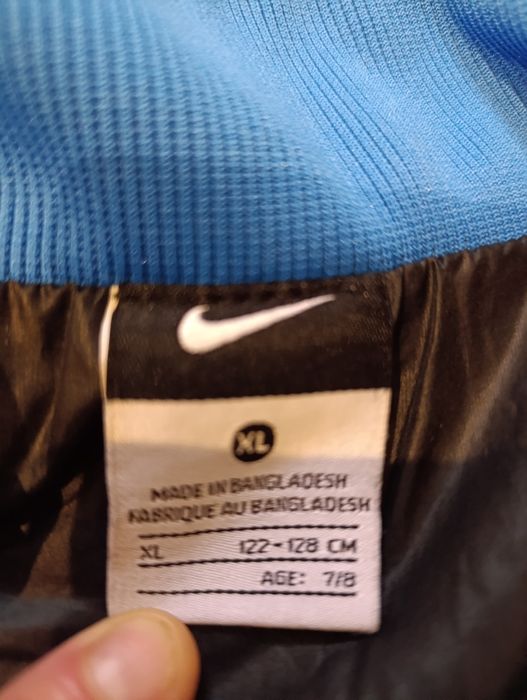 XL
MADE IN BANGLADESH
FABRIQUE AU BANGLADESH
XL 122-128 CM
AGE: 7/8